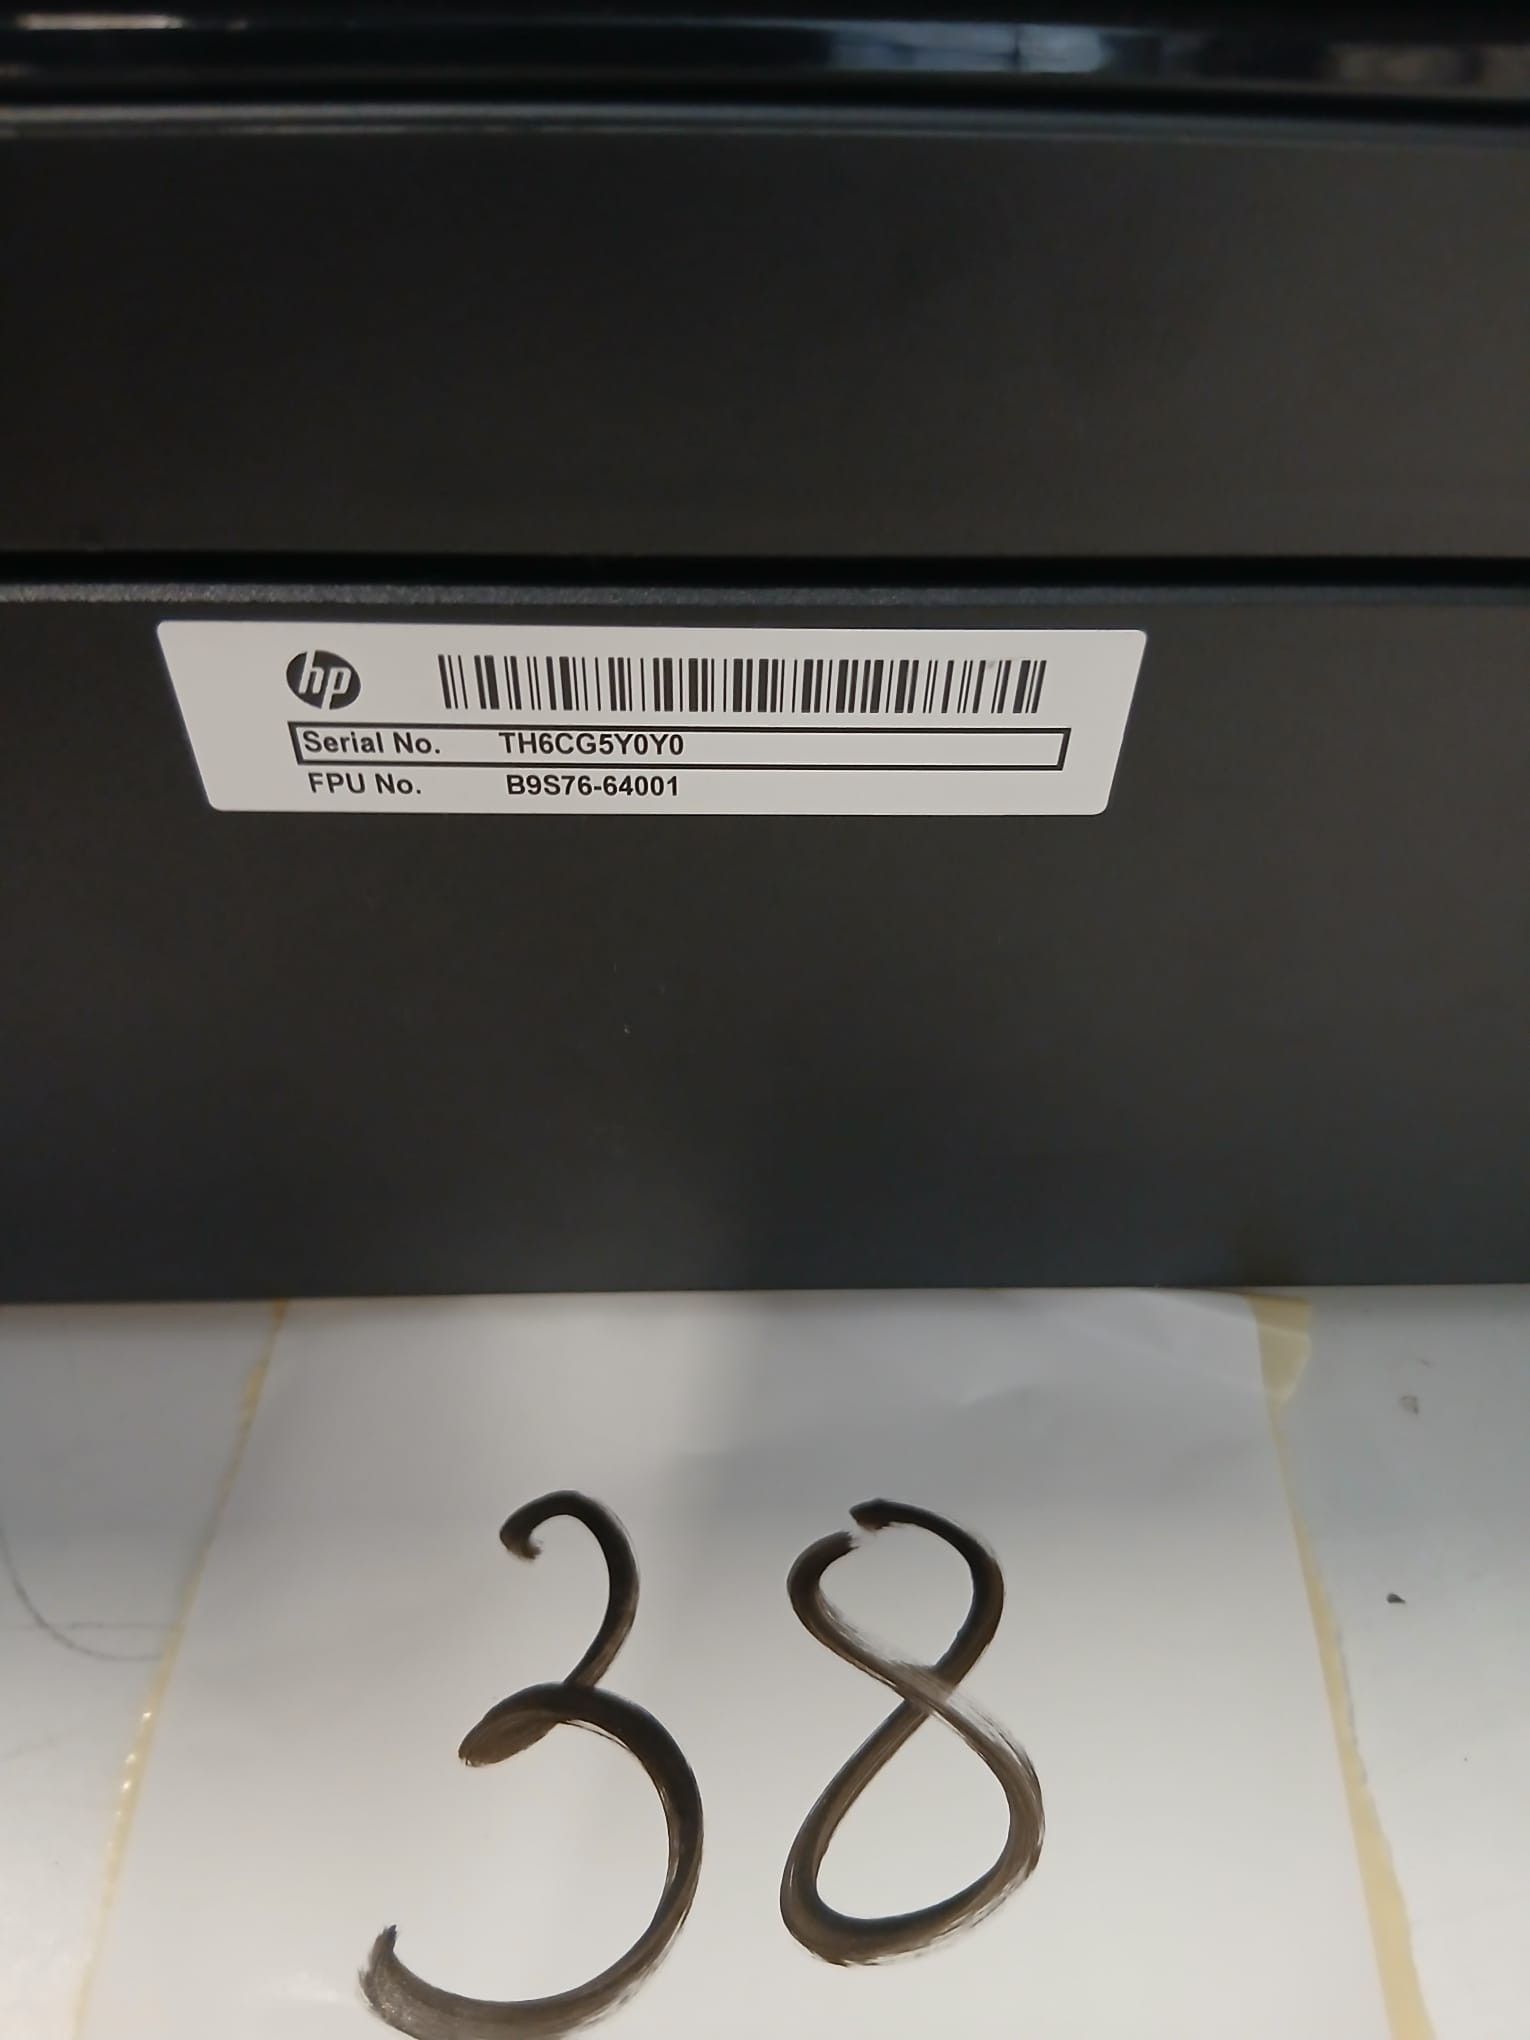 hp
Serial No. TH6CG5Y0Y0
FPU No. B9S76-64001
38